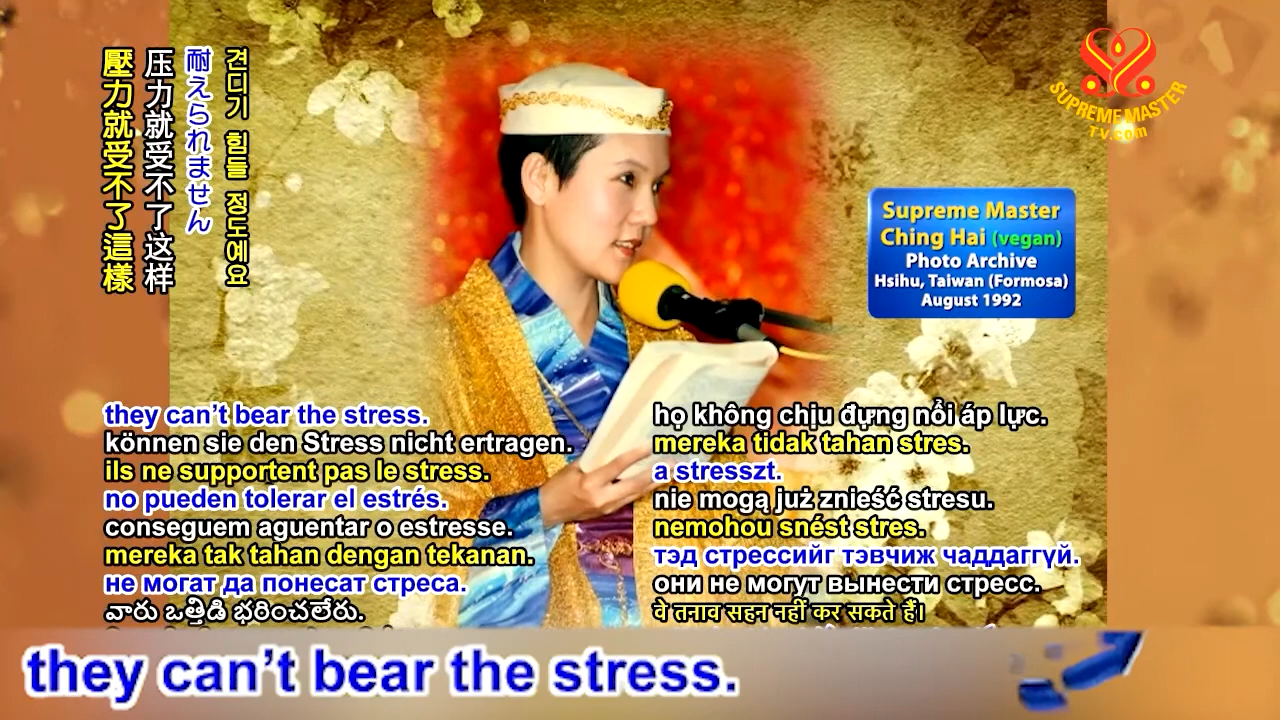 壓力就受不了這樣
压力就受不了这样
耐えられません
견디기 힘들 정도예요
SUPREME MASTER
TV.com
Supreme Master
Ching Hai (vegan)
Photo Archive
Hsihu, Taiwan (Formosa)
August 1992
they can’t bear the stress.
können sie den Stress nicht ertragen.
ils ne supportent pas le stress.
no pueden tolerar el estrés.
conseguem aguentar o estresse.
mereka tak tahan dengan tekanan.
не могат да понесат стреса.
వారు ఒత్తిడి భరించలేరు.
họ không chịu đựng nổi áp lực.
mereka tidak tahan stres.
a stresszt.
nie mogą już znieść stresu.
nemohou snést stres.
тэд стрессийг тэвчиж чаддаггүй.
они не могут вынести стресс.
वे तनाव सहन नहीं कर सकते हैं।
they can’t bear the stress.